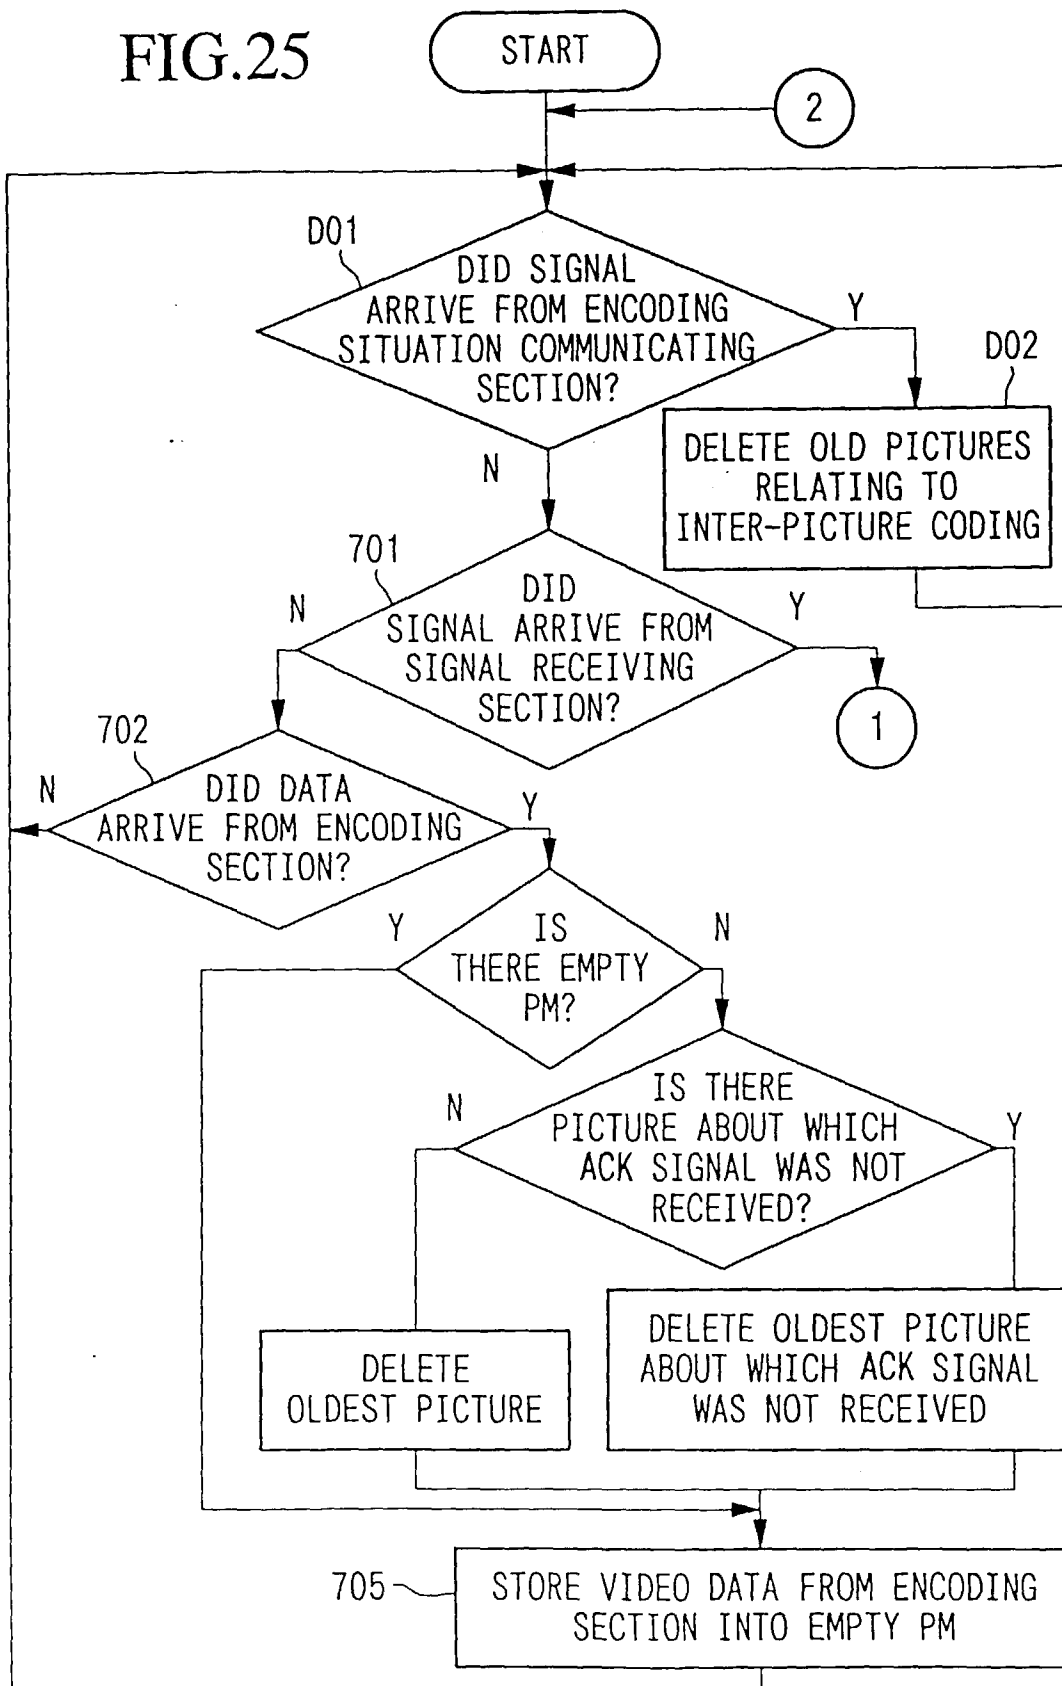 FIG.25
START
2
D01
DID SIGNAL
ARRIVE FROM ENCODING
SITUATION COMMUNICATING
SECTION?
Y
N
D02
DELETE OLD PICTURES
RELATING TO
INTER-PICTURE CODING
701
DID
SIGNAL ARRIVE FROM
SIGNAL RECEIVING
SECTION?
N
Y
1
702
DID DATA
ARRIVE FROM ENCODING
SECTION?
N
Y
IS
THERE EMPTY
PM?
Y
N
IS THERE
PICTURE ABOUT WHICH
ACK SIGNAL WAS NOT
RECEIVED?
N
Y
DELETE
OLDEST PICTURE
DELETE OLDEST PICTURE
ABOUT WHICH ACK SIGNAL
WAS NOT RECEIVED
705
STORE VIDEO DATA FROM ENCODING
SECTION INTO EMPTY PM